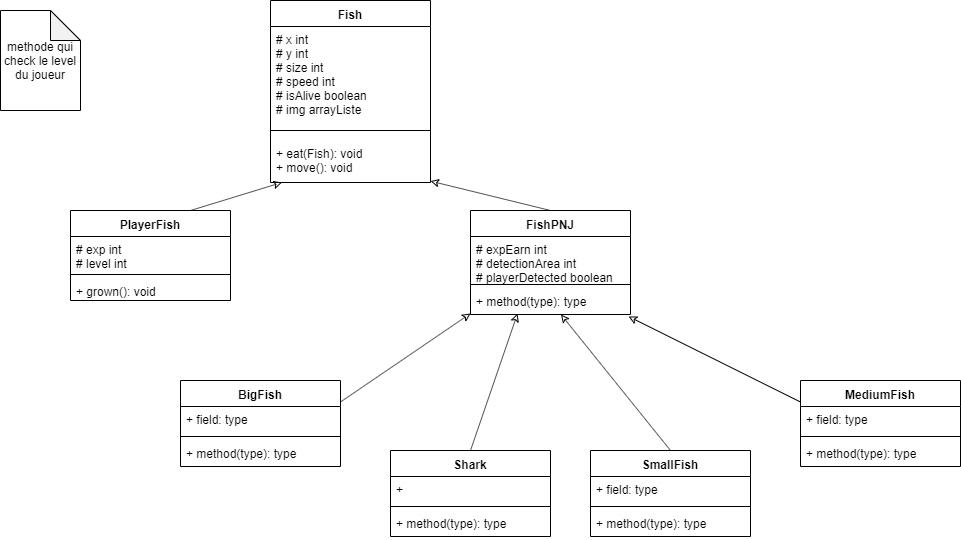 methode qui
check le level
du joueur
Fish
# x int
# y int
# size int
# speed int
# isAlive boolean
# img arrayListe
+ eat(Fish): void
+ move(): void
PlayerFish
# exp int
# level int
+ grown(): void
FishPNJ
# expEarn int
# detectionArea int
# playerDetected boolean
+ method(type): type
BigFish
+ field: type
+ method(type): type
Shark
+
+ method(type): type
SmallFish
+ field: type
+ method(type): type
MediumFish
+ field: type
+ method(type): type